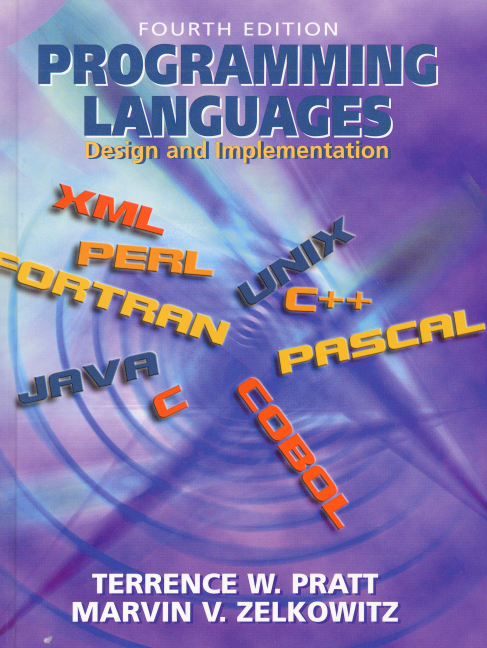 FOURTH EDITION
PROGRAMMING
LANGUAGES
Design and Implementation
XML
PERL
UNIX
FORTRAN
C++
PASCAL
JAVA
C
COBOL
TERRENCE W. PRATT
MARVIN V. ZELKOWITZ